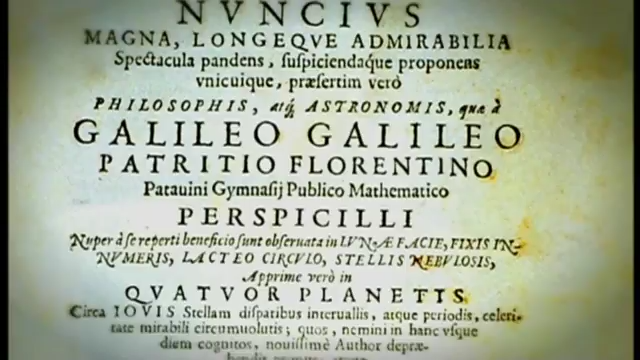 NVNCIVS
MAGNA, LONGEQVE ADMIRABILIA
Spectacula pandens, suspiciendaque proponens
vnicuique, præsertim verò
PHILOSOPHIS, atq́; ASTRONOMIS, quæ à
GALILEO GALILEO
PATRITIO FLORENTINO
Patauini Gymnasij Publico Mathematico
PERSPICILLI
Nuper à se reperti beneficio sunt obseruata in LVNÆ FACIE, FIXIS IN-
NVMERIS, LACTEO CIRCVLO, STELLIS NEBVLOSIS,
Apprime verò in
QVATVOR PLANETIS
Circa IOVIS Stellam disparibus interuallis, atque periodis, celeri-
tate mirabili circumuolutis; quos, nemini in hanc vsque
diem cognitos, nouissimè Author depræ-